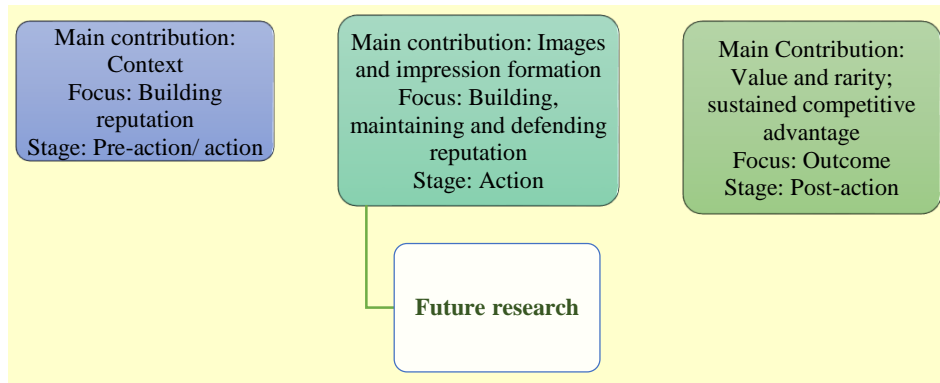 Main contribution:
Context
Focus: Building
reputation
Stage: Pre-action/ action
Main contribution: Images
and impression formation
Focus: Building,
maintaining and defending
reputation
Stage: Action
Main Contribution:
Value and rarity;
sustained competitive
advantage
Focus: Outcome
Stage: Post-action
Future research